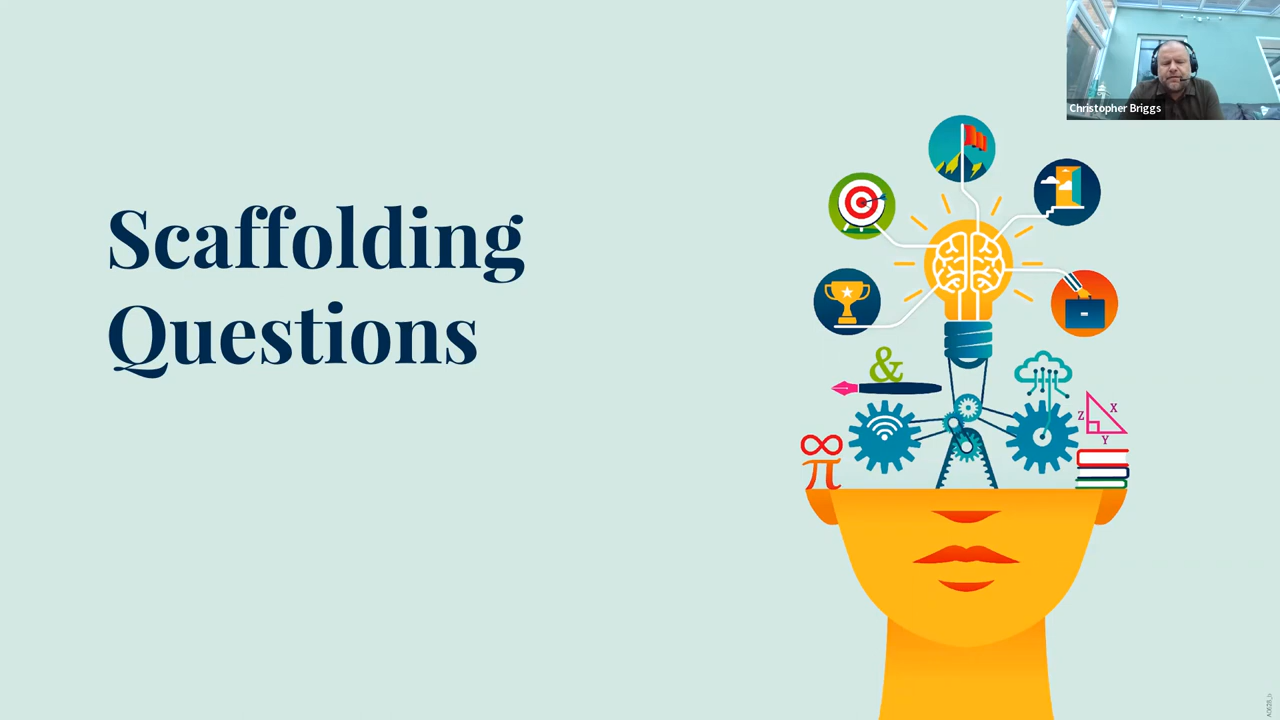 Christopher Briggs
Scaffolding
Questions
&
∞
π
Z
X
Y